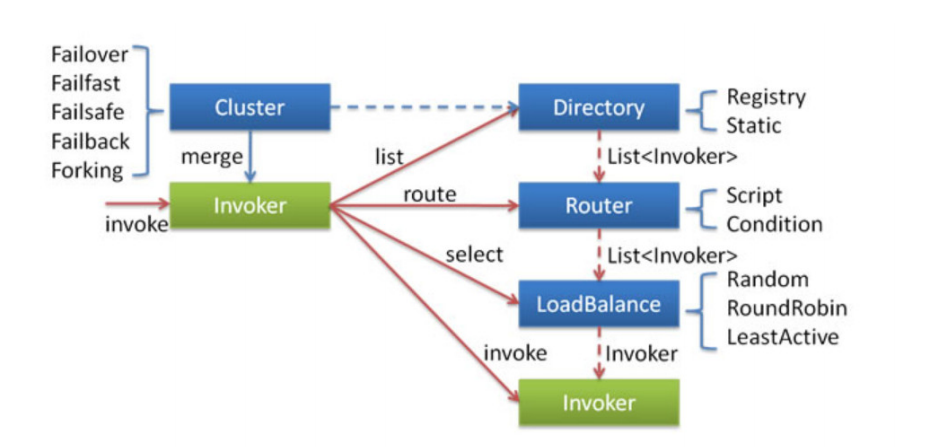 Failover
Failfast
Failsafe
Failback
Forking
Cluster
Directory
Registry
Static
merge
list
List<Invoker>
invoke
Invoker
route
Router
Script
Condition
select
List<Invoker>
LoadBalance
Random
RoundRobin
LeastActive
invoke
Invoker
Invoker